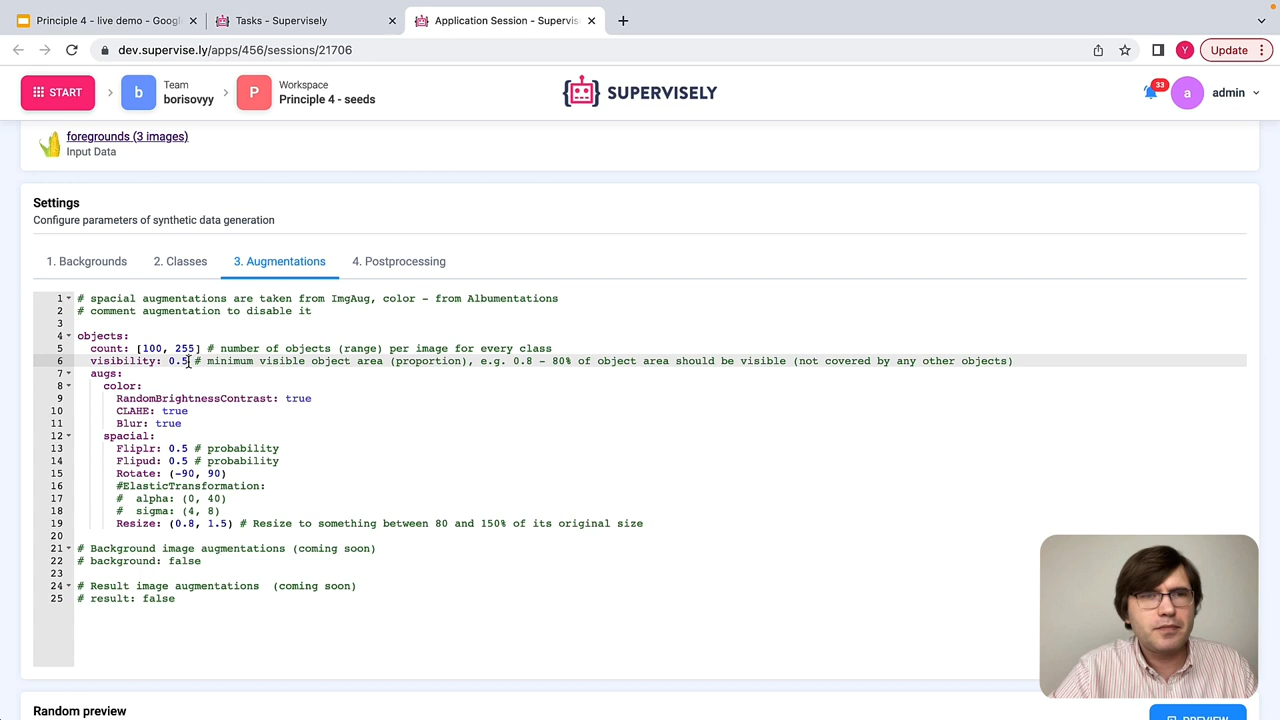 Principle 4 - live demo - Googl
Tasks - Supervisely
Application Session - Supervis
dev.supervise.ly/apps/456/sessions/21706
Y
Update
START
b
Team
borisovyy
P
Workspace
Principle 4 - seeds
SUPERVISELY
33
a
admin
foregrounds (3 images)
Input Data
Settings
Configure parameters of synthetic data generation
1. Backgrounds
2. Classes
3. Augmentations
4. Postprocessing
1 # spacial augmentations are taken from ImgAug, color - from Albumentations
2 # comment augmentation to disable it
3
4 objects:
5 count: [100, 255] # number of objects (range) per image for every class
6 visibility: 0.5 # minimum visible object area (proportion), e.g. 0.8 - 80% of object area should be visible (not covered by any other objects)
7 augs:
8 color:
9 RandomBrightnessContrast: true
10 CLAHE: true
11 Blur: true
12 spacial:
13 Fliplr: 0.5 # probability
14 Flipud: 0.5 # probability
15 Rotate: (-90, 90)
16 #ElasticTransformation:
17 # alpha: (0, 40)
18 # sigma: (4, 8)
19 Resize: (0.8, 1.5) # Resize to something between 80 and 150% of its original size
20
21 # Background image augmentations (coming soon)
22 # background: false
23
24 # Result image augmentations (coming soon)
25 # result: false
Random preview
PREVIEW